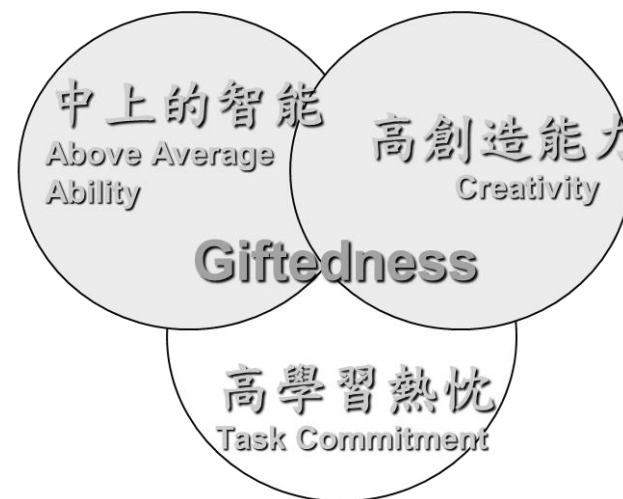 中上的智能
Above Average
Ability
高創造能力
Creativity
Giftedness
高學習熱忱
Task Commitment